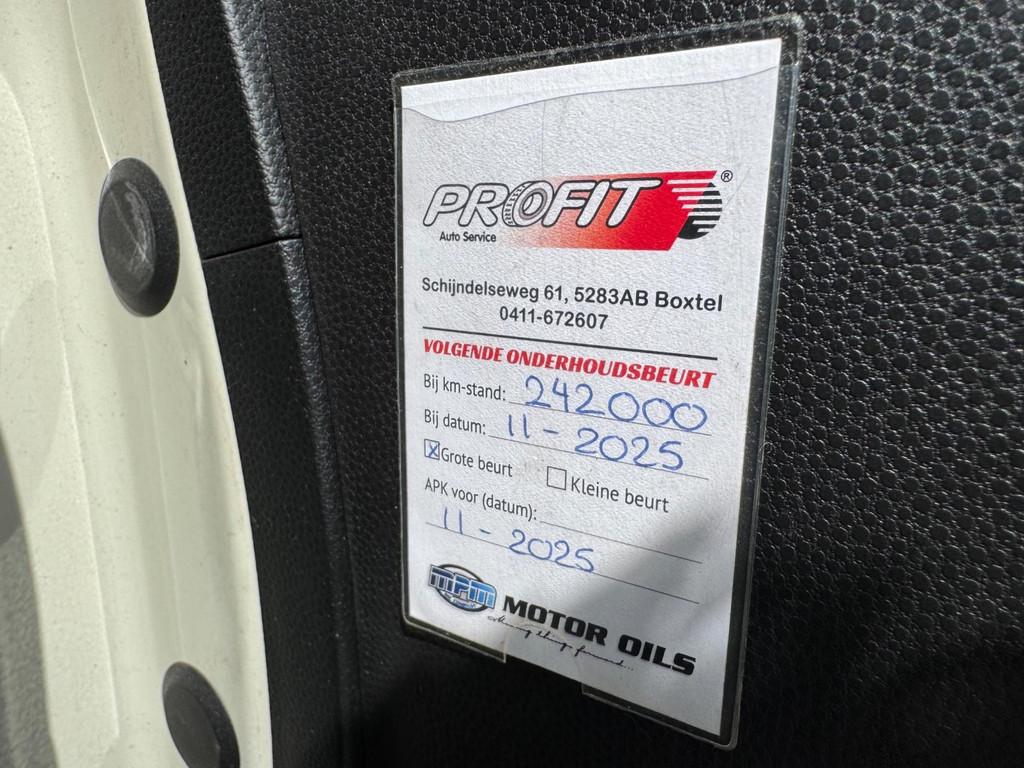 PROFIT®
Auto Service
Schijndelseweg 61, 5283AB Boxtel
0411-672607
VOLGENDE ONDERHOUDSBEURT
Bij km-stand: 242000
Bij datum: 11-2025
☒ Grote beurt ☐ Kleine beurt
APK voor (datum):
11-2025
MPM MOTOR OILS